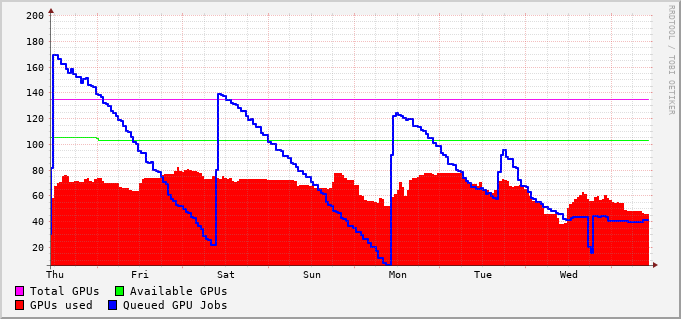 200
180
160
140
120
100
80
60
40
20
Thu Fri Sat Sun Mon Tue Wed
Total GPUs Available GPUs
GPUs used Queued GPU Jobs
RRDTOOL / TOBI OETIKER